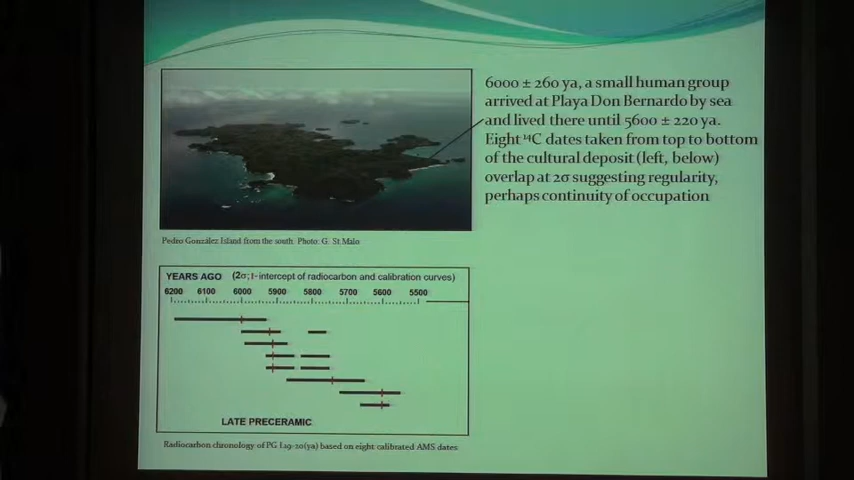 6000 ± 260 ya, a small human group
arrived at Playa Don Bernardo by sea
and lived there until 5600 ± 220 ya.
Eight ¹⁴C dates taken from top to bottom
of the cultural deposit (left, below)
overlap at 2σ suggesting regularity,
perhaps continuity of occupation
Pedro González Island from the south. Photo: G. St.Malo
YEARS AGO (2σ; ı-intercept of radiocarbon and calibration curves)
6200 6100 6000 5900 5800 5700 5600 5500
LATE PRECERAMIC
Radiocarbon chronology of PG L19-20 (ya) based on eight calibrated AMS dates